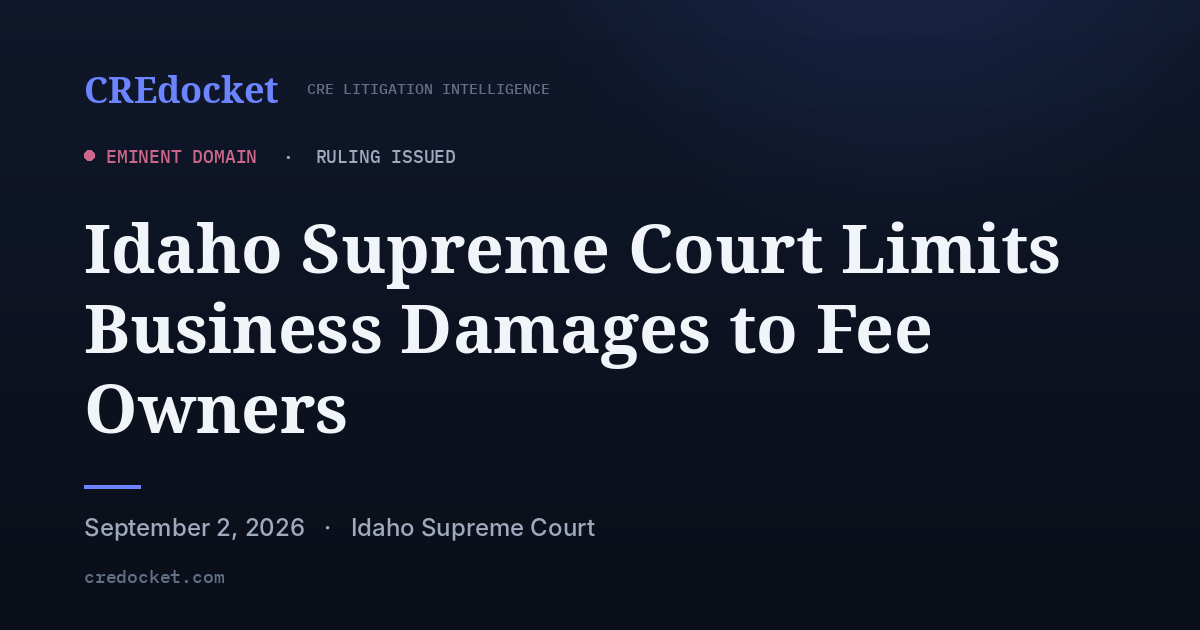 CREdocket CRE LITIGATION INTELLIGENCE
EMINENT DOMAIN · RULING ISSUED
Idaho Supreme Court Limits
Business Damages to Fee
Owners
September 2, 2026 · Idaho Supreme Court
credocket.com